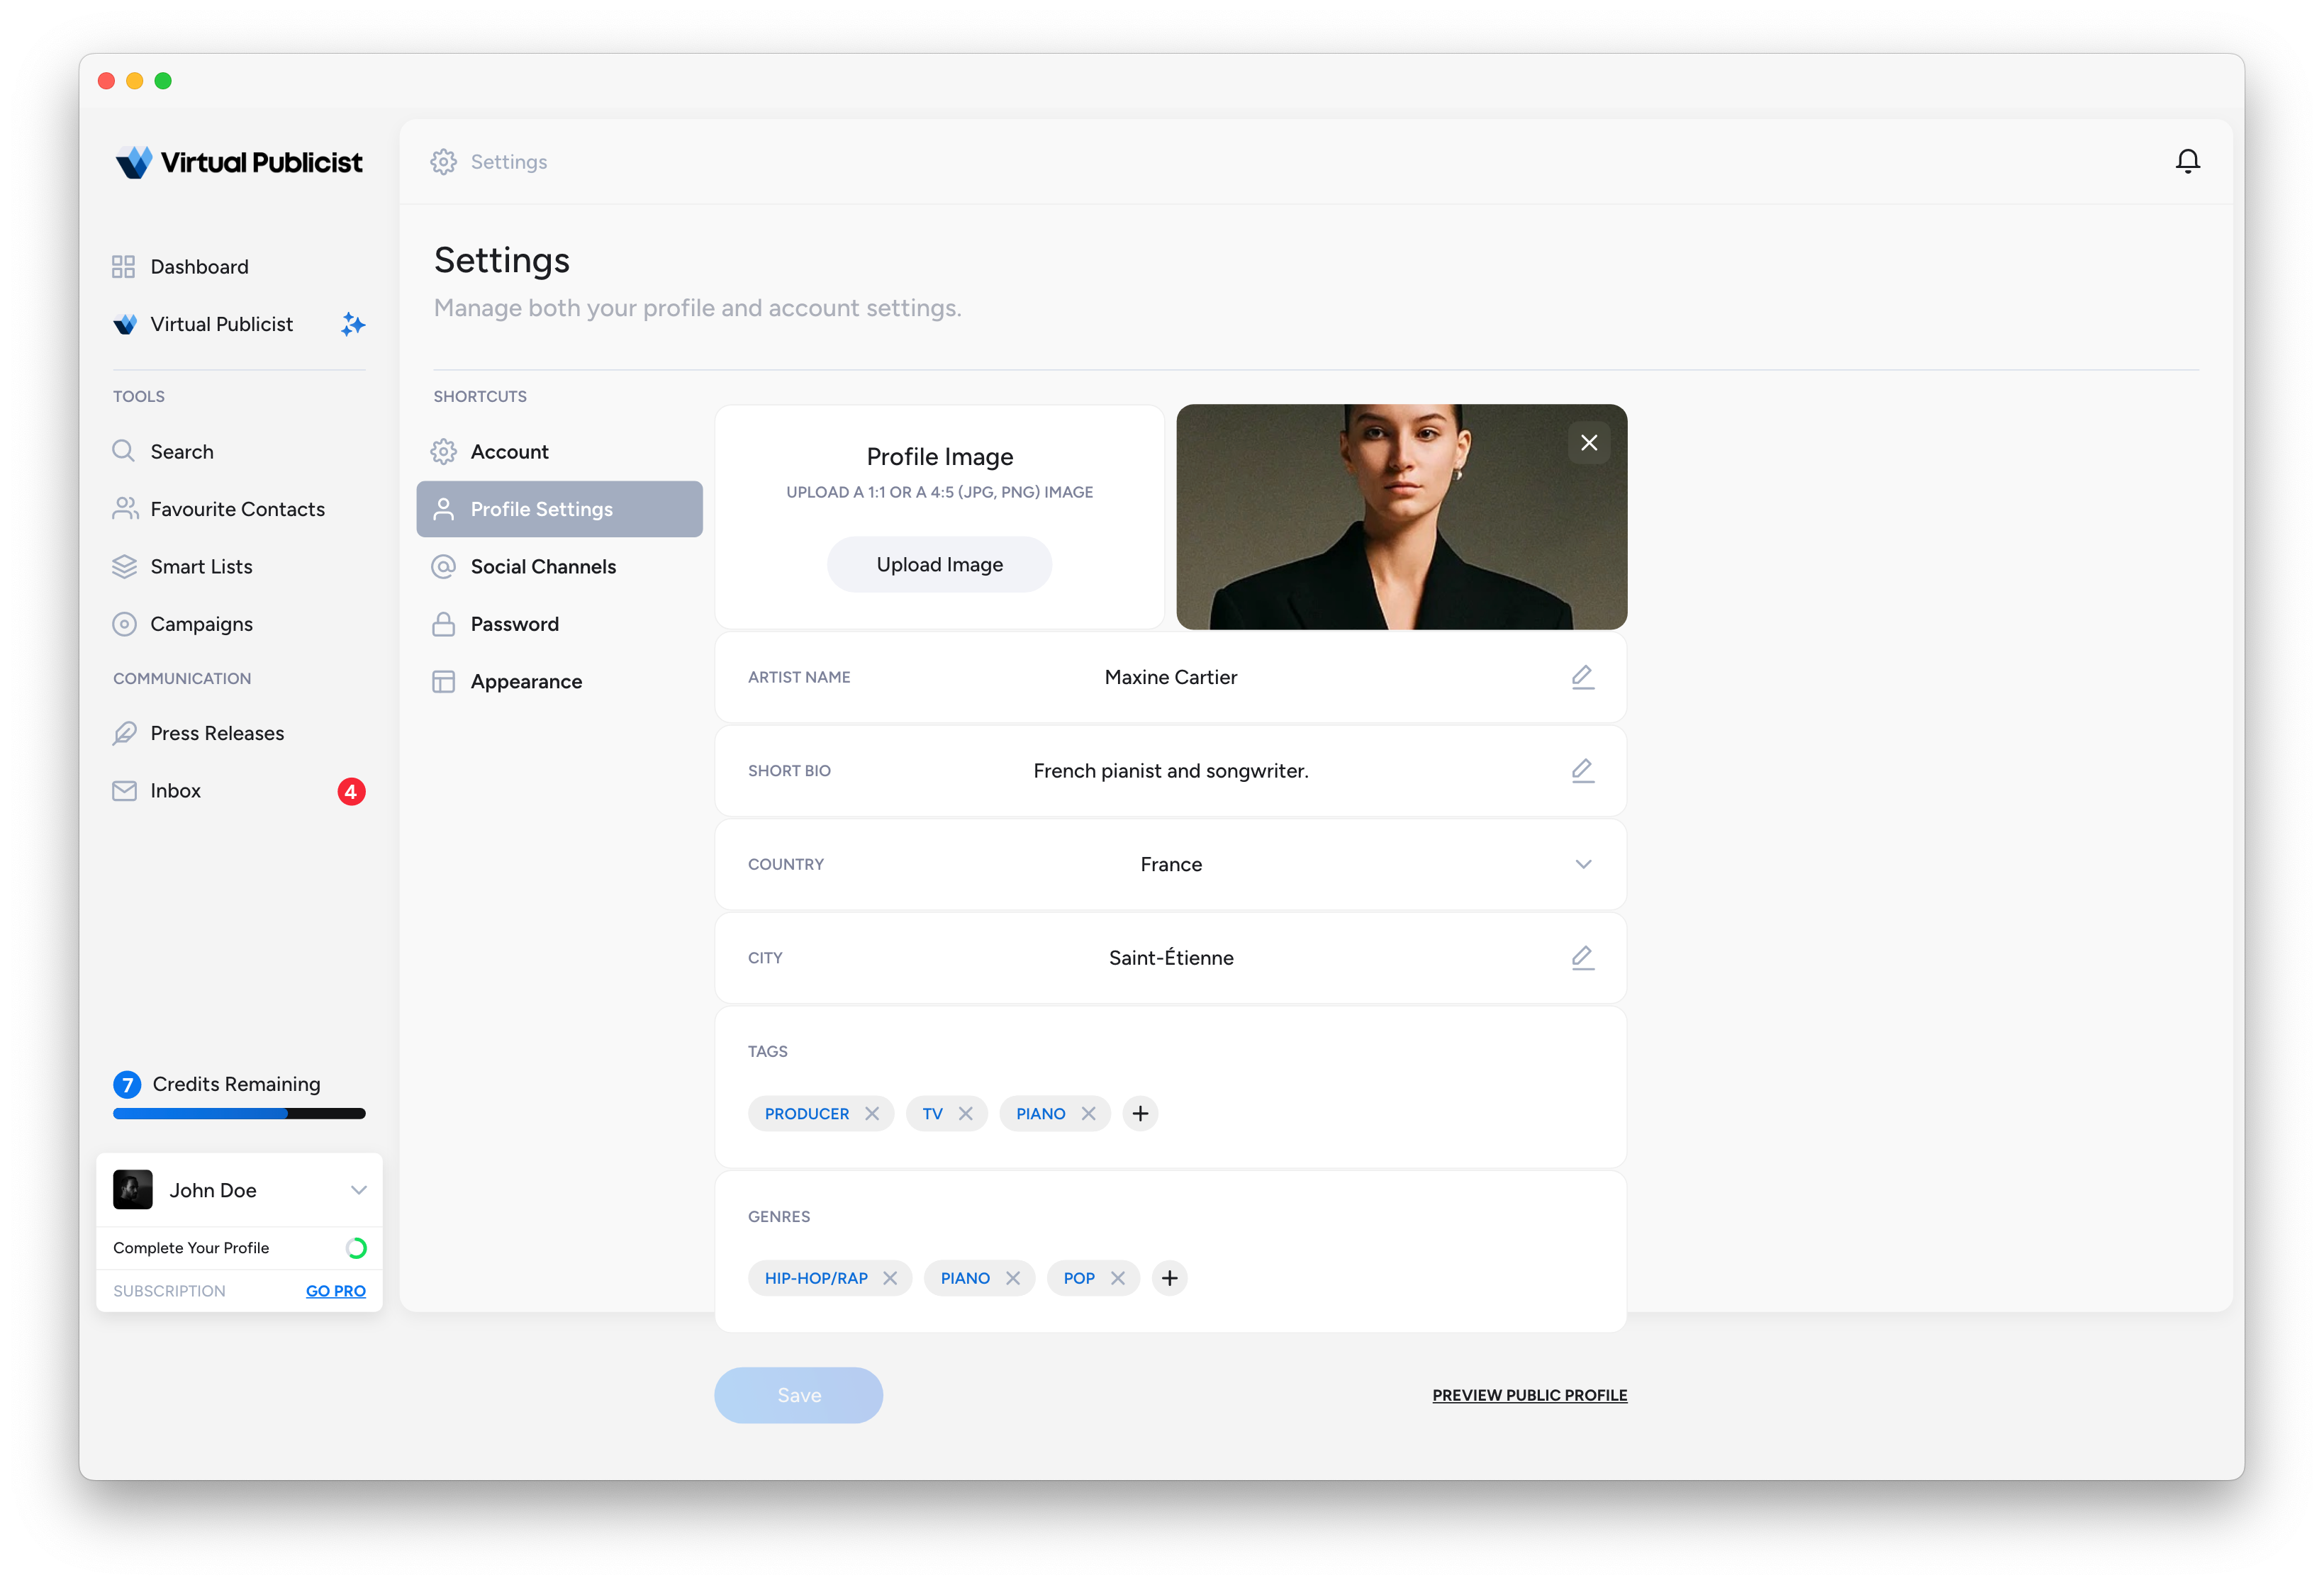 Virtual Publicist
Dashboard
Virtual Publicist
TOOLS
Search
Favourite Contacts
Smart Lists
Campaigns
COMMUNICATION
Press Releases
Inbox
4
7
Credits Remaining
John Doe
Complete Your Profile
SUBSCRIPTION
GO PRO
Settings
Settings
Manage both your profile and account settings.
SHORTCUTS
Account
Profile Settings
Social Channels
Password
Appearance
Profile Image
UPLOAD A 1:1 OR A 4:5 (JPG, PNG) IMAGE
Upload Image
ARTIST NAME
Maxine Cartier
SHORT BIO
French pianist and songwriter.
COUNTRY
France
CITY
Saint-Étienne
TAGS
PRODUCER
TV
PIANO
GENRES
HIP-HOP/RAP
PIANO
POP
Save
PREVIEW PUBLIC PROFILE